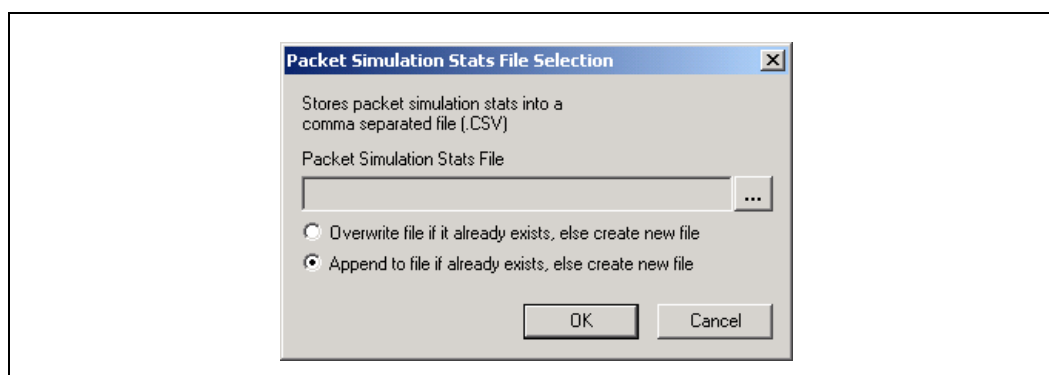 Packet Simulation Stats File Selection
Stores packet simulation stats into a
comma separated file (.CSV)
Packet Simulation Stats File
...
Overwrite file if it already exists, else create new file
Append to file if already exists, else create new file
OK Cancel